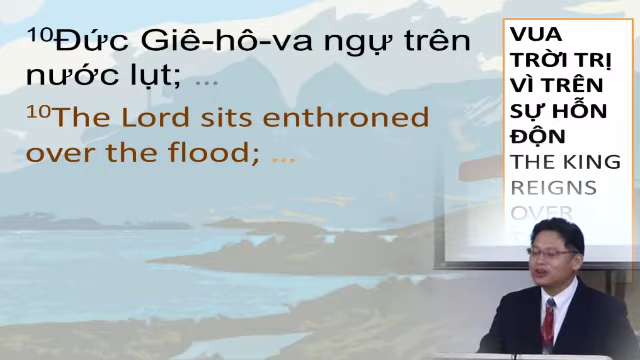 ¹⁰Đức Giê-hô-va ngự trên
nước lụt; ...
¹⁰The Lord sits enthroned
over the flood; ...
VUA
TRỜI TRỊ
VÌ TRÊN
SỰ HỖN
ĐỘN
THE KING
REIGNS
OVER